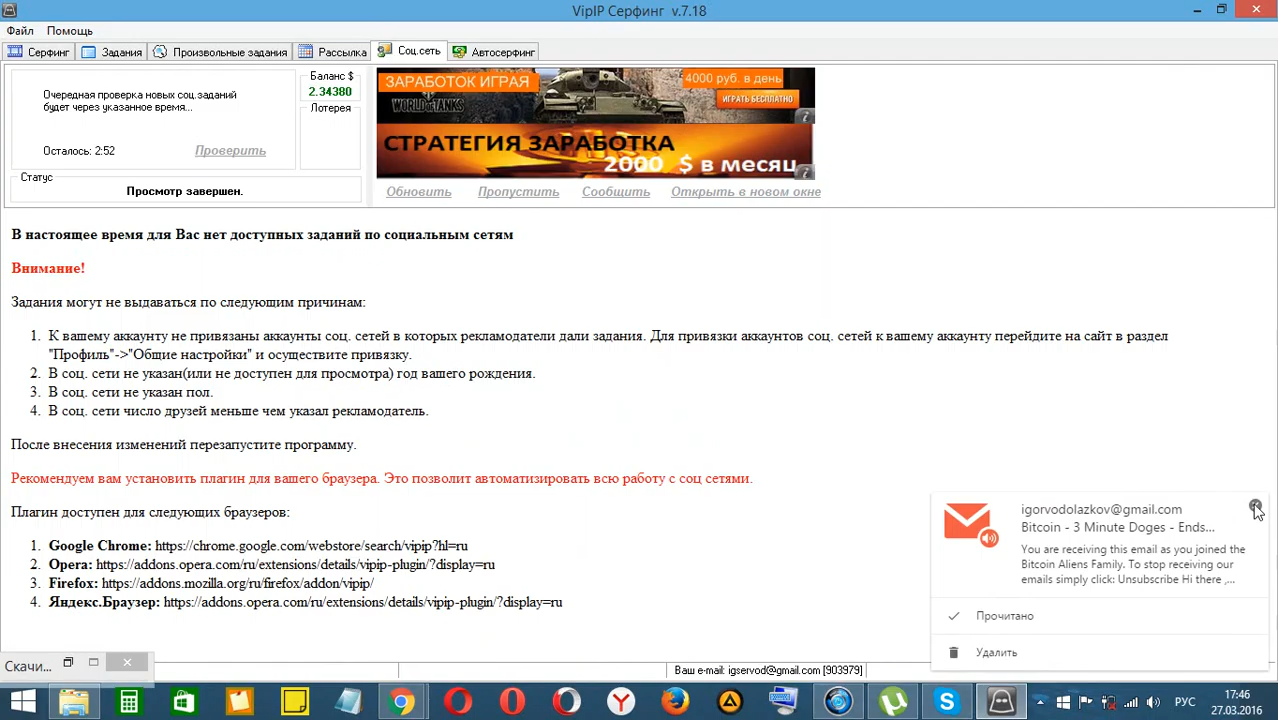 VipIP Серфинг v.7.18
Файл Помощь
Серфинг Задания Произвольные задания Рассылка Соц.сеть Автосерфинг
Очередная проверка новых соц.заданий
будет через указанное время...
Осталось: 2:52 Проверить
Баланс $
2.34380
Лотерея
Статус
Просмотр завершен.
ЗАРАБОТОК ИГРАЯ
WORLD OF TANKS
4000 руб. в день
ИГРАТЬ БЕСПЛАТНО
СТРАТЕГИЯ ЗАРАБОТКА
2000 $ в месяц
Обновить Пропустить Сообщить Открыть в новом окне
В настоящее время для Вас нет доступных заданий по социальным сетям
Внимание!
Задания могут не выдаваться по следующим причинам:
1. К вашему аккаунту не привязаны аккаунты соц. сетей в которых рекламодатели дали задания. Для привязки аккаунтов соц. сетей к вашему аккаунту перейдите на сайт в раздел
"Профиль"->"Общие настройки" и осуществите привязку.
2. В соц. сети не указан(или не доступен для просмотра) год вашего рождения.
3. В соц. сети не указан пол.
4. В соц. сети число друзей меньше чем указал рекламодатель.
После внесения изменений перезапустите программу.
Рекомендуем вам установить плагин для вашего браузера. Это позволит автоматизировать всю работу с соц сетями.
Плагин доступен для следующих браузеров:
1. Google Chrome: https://chrome.google.com/webstore/search/vipip?hl=ru
2. Opera: https://addons.opera.com/ru/extensions/details/vipip-plugin/?display=ru
3. Firefox: https://addons.mozilla.org/ru/firefox/addon/vipip/
4. Яндекс.Браузер: https://addons.opera.com/ru/extensions/details/vipip-plugin/?display=ru
igorvodolazkov@gmail.com
Bitcoin - 3 Minute Doges - Ends...
You are receiving this email as you joined the
Bitcoin Aliens Family. To stop receiving our
emails simply click: Unsubscribe Hi there ,...
Прочитано
Удалить
Скачи...
Ваш e-mail: igservod@gmail.com [903979]
РУС
17:46
27.03.2016